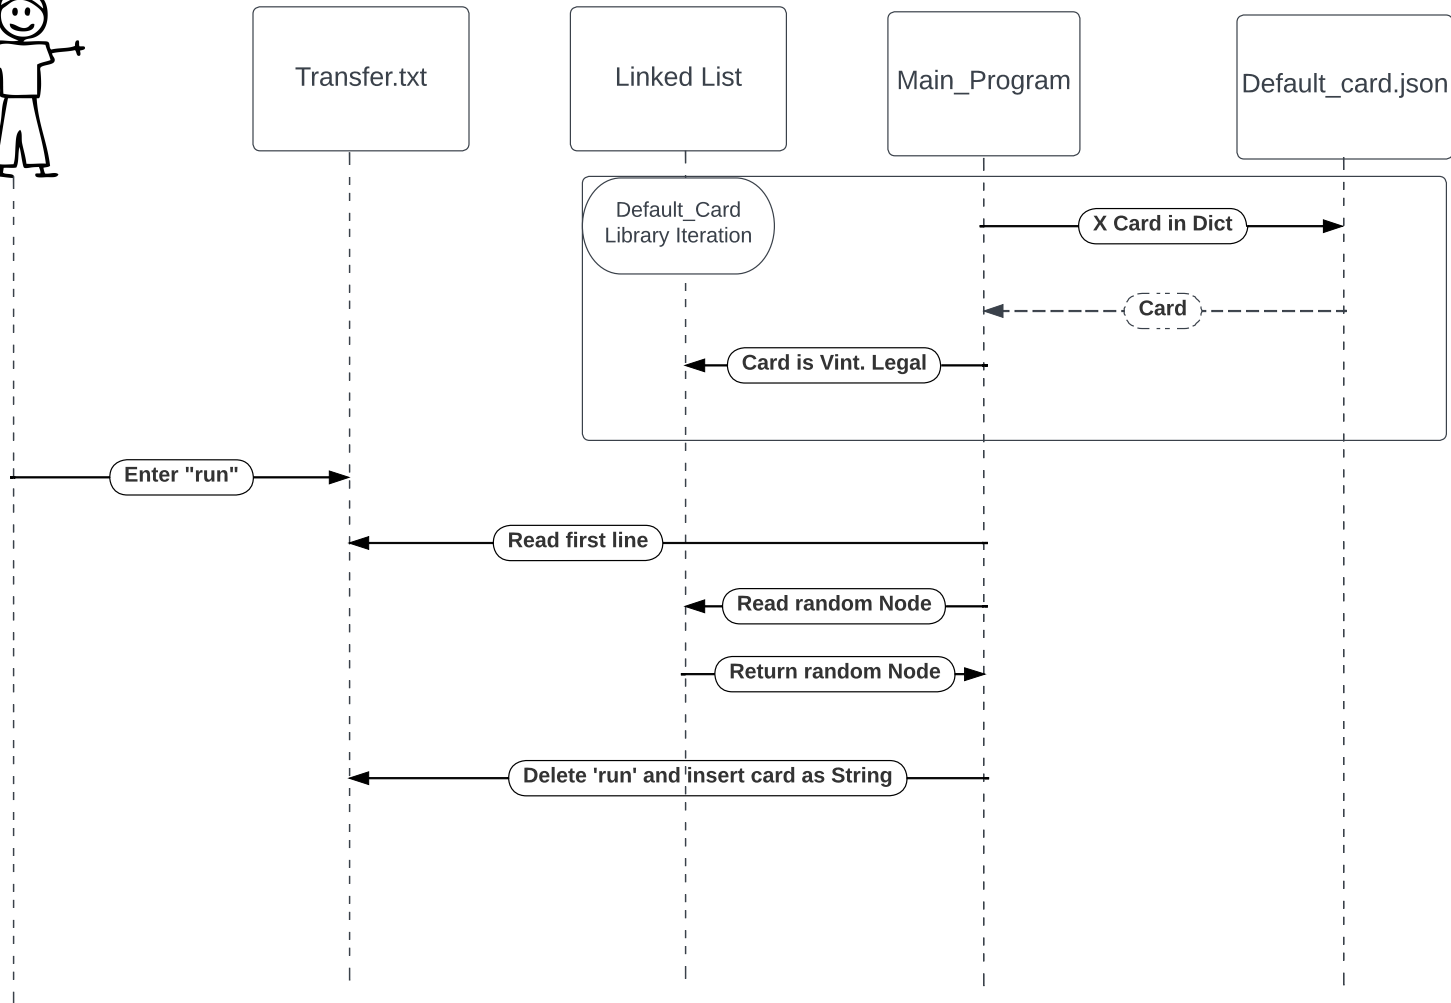 Transfer.txt
Linked List
Main_Program
Default_card.json
Default_Card
Library Iteration
X Card in Dict
Card
Card is Vint. Legal
Enter "run"
Read first line
Read random Node
Return random Node
Delete 'run' and insert card as String